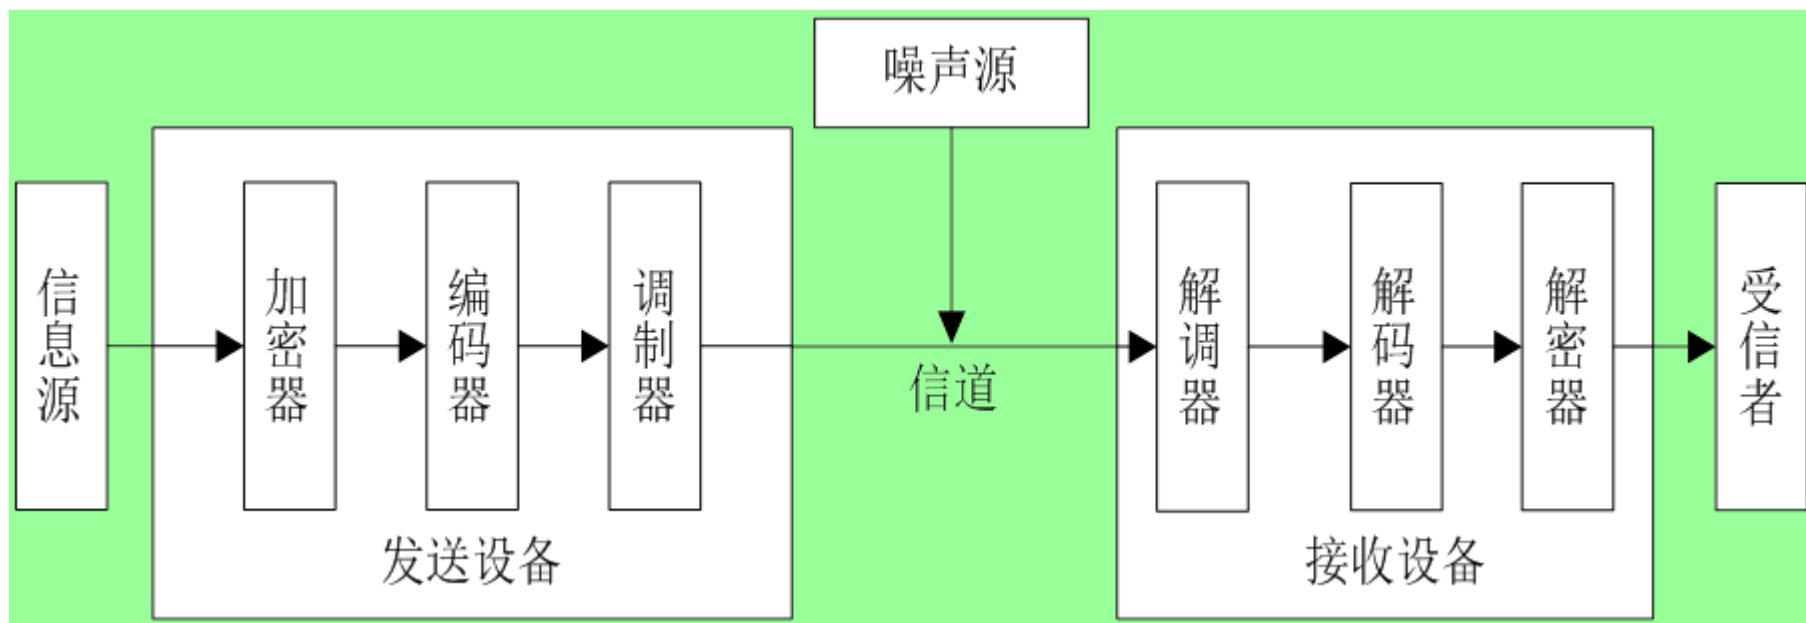 噪声源
信息源
加密器
编码器
调制器
信道
解调器
解码器
解密器
受信者
发送设备
接收设备